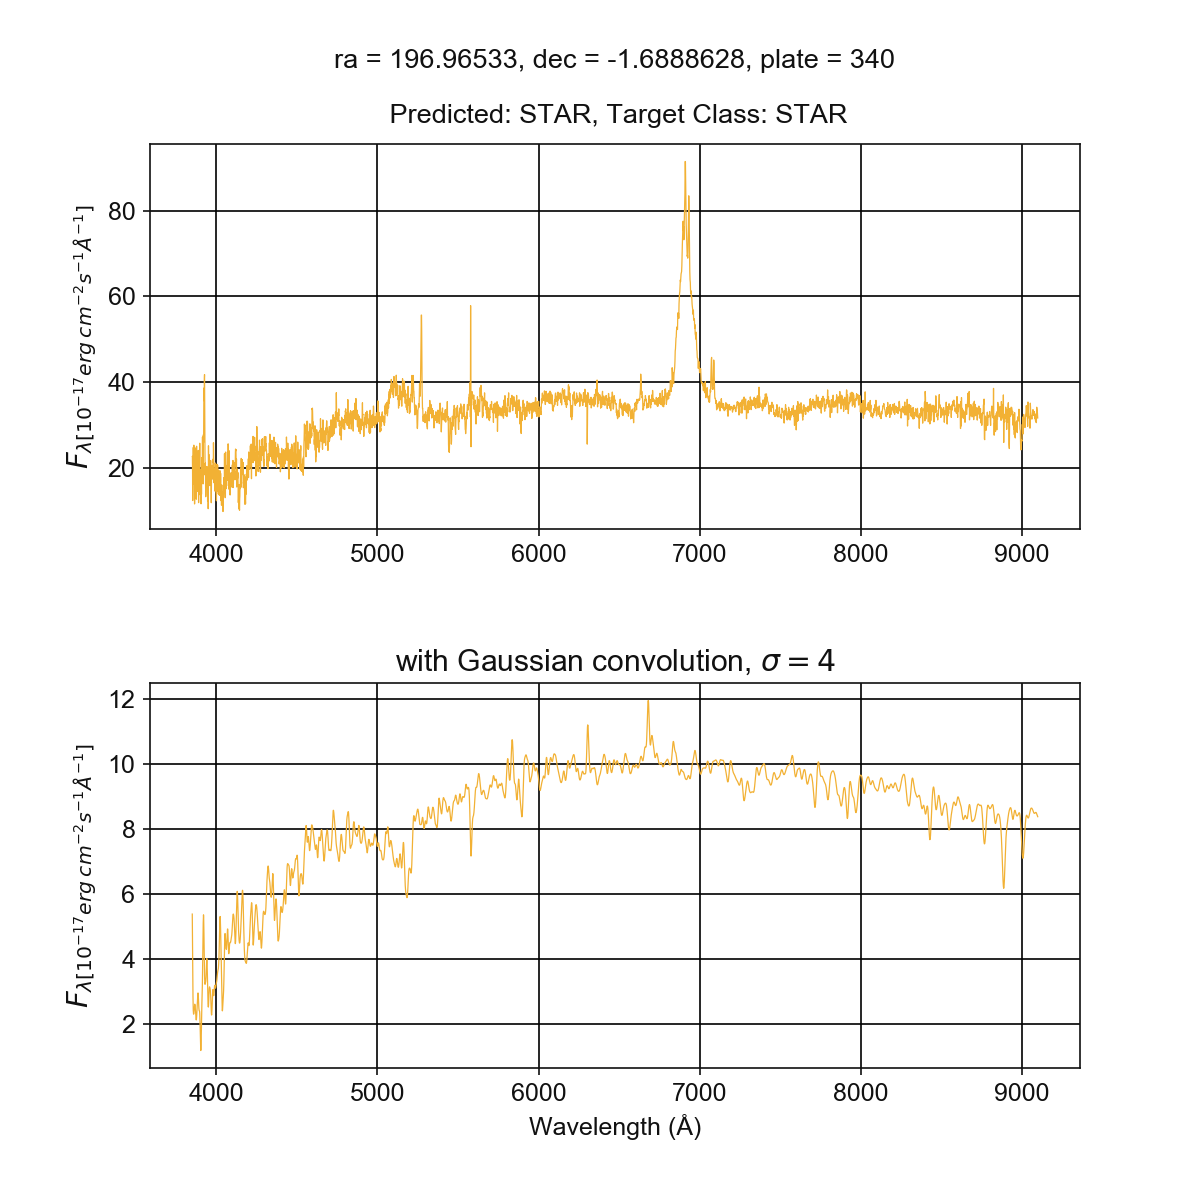 ra = 196.96533, dec = -1.6888628, plate = 340
Predicted: STAR, Target Class: STAR
F_λ[10^−17 erg cm^−2 s^−1 Å^−1]
80
60
40
20
4000 5000 6000 7000 8000 9000
with Gaussian convolution, σ = 4
F_λ[10^−17 erg cm^−2 s^−1 Å^−1]
12
10
8
6
4
2
4000 5000 6000 7000 8000 9000
Wavelength (Å)